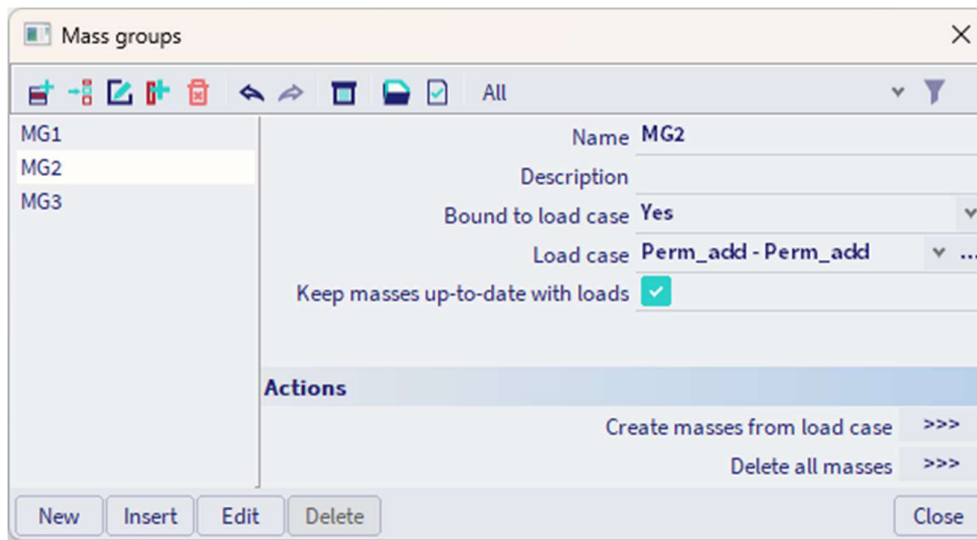 Mass groups
All
MG1
MG2
MG3
Name MG2
Description
Bound to load case Yes
Load case Perm_add - Perm_add ...
Keep masses up-to-date with loads
Actions
Create masses from load case >>>
Delete all masses >>>
New Insert Edit Delete Close